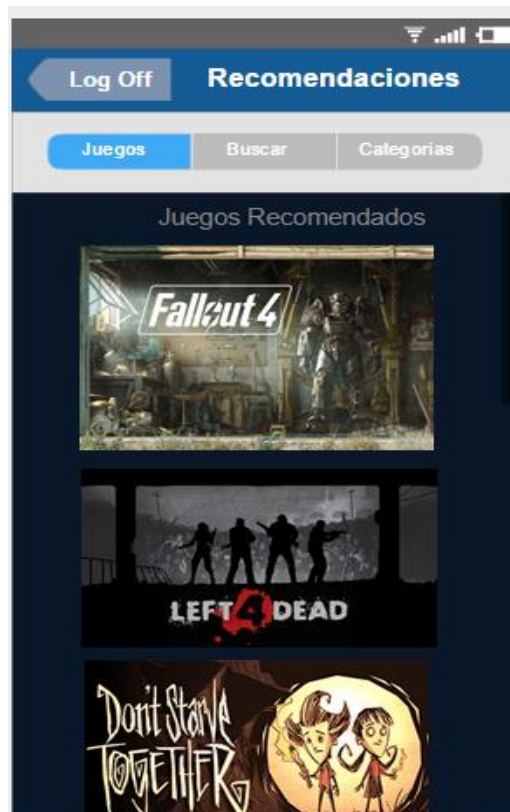 Log Off
Recomendaciones
Juegos
Buscar
Categorias
Juegos Recomendados
Fallout 4
LEFT 4 DEAD
Don't Starve
TOGETHER